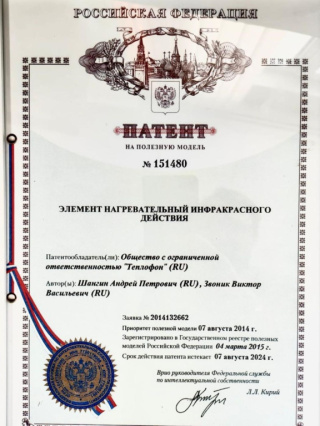 РОССИЙСКАЯ ФЕДЕРАЦИЯ
ПАТЕНТ
НА ПОЛЕЗНУЮ МОДЕЛЬ
№ 151480
ЭЛЕМЕНТ НАГРЕВАТЕЛЬНЫЙ ИНФРАКРАСНОГО
ДЕЙСТВИЯ
Патентообладатель(ли): Общество с ограниченной
ответственностью "Теплофон" (RU)
Автор(ы): Шангин Андрей Петрович (RU), Звоник Виктор
Васильевич (RU)
Заявка № 2014132662
Приоритет полезной модели 07 августа 2014 г.
Зарегистрировано в Государственном реестре полезных
моделей Российской Федерации 04 марта 2015 г.
Срок действия патента истекает 07 августа 2024 г.
Врио руководителя Федеральной службы
по интеллектуальной собственности
Л.Л. Кирий